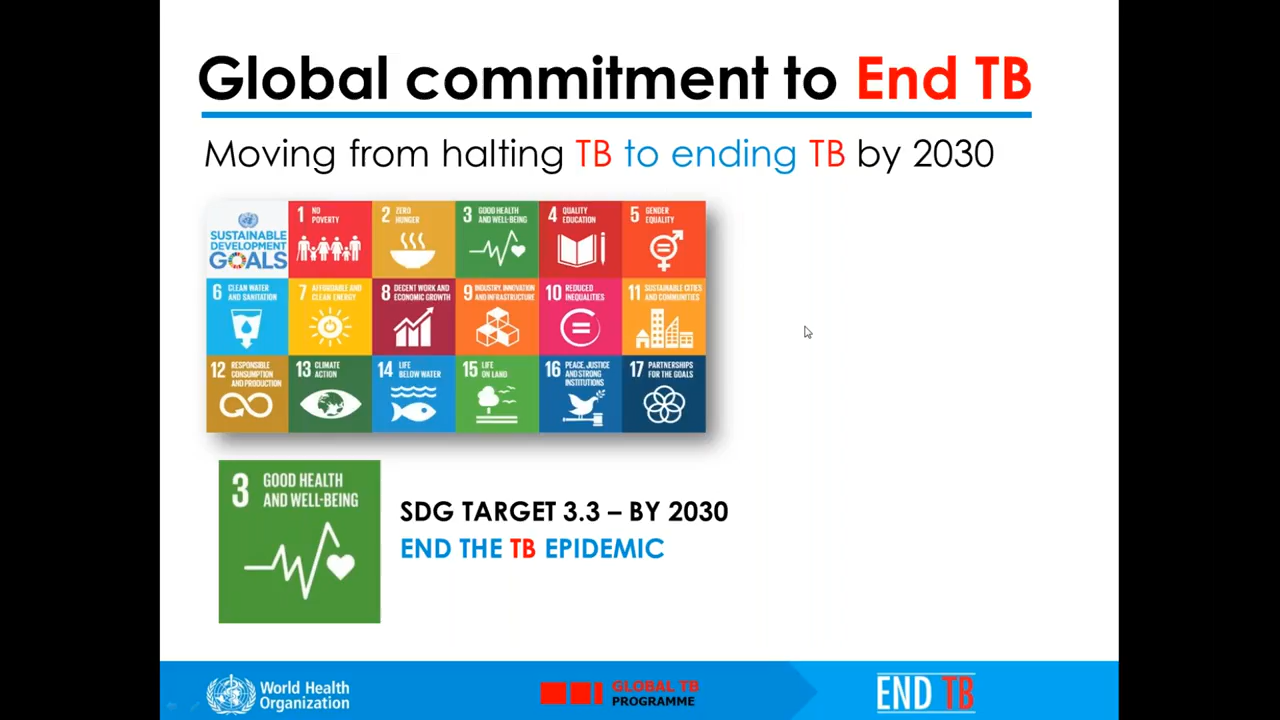 Global commitment to End TB
Moving from halting TB to ending TB by 2030
SUSTAINABLE
DEVELOPMENT
GOALS
1 NO
POVERTY
2 ZERO
HUNGER
3 GOOD HEALTH
AND WELL-BEING
4 QUALITY
EDUCATION
5 GENDER
EQUALITY
6 CLEAN WATER
AND SANITATION
7 AFFORDABLE AND
CLEAN ENERGY
8 DECENT WORK AND
ECONOMIC GROWTH
9 INDUSTRY, INNOVATION
AND INFRASTRUCTURE
10 REDUCED
INEQUALITIES
11 SUSTAINABLE CITIES
AND COMMUNITIES
12 RESPONSIBLE
CONSUMPTION
AND PRODUCTION
13 CLIMATE
ACTION
14 LIFE
BELOW WATER
15 LIFE
ON LAND
16 PEACE, JUSTICE
AND STRONG
INSTITUTIONS
17 PARTNERSHIPS
FOR THE GOALS
3 GOOD HEALTH
AND WELL-BEING
SDG TARGET 3.3 – BY 2030
END THE TB EPIDEMIC
World Health
Organization
GLOBAL TB
PROGRAMME
END TB